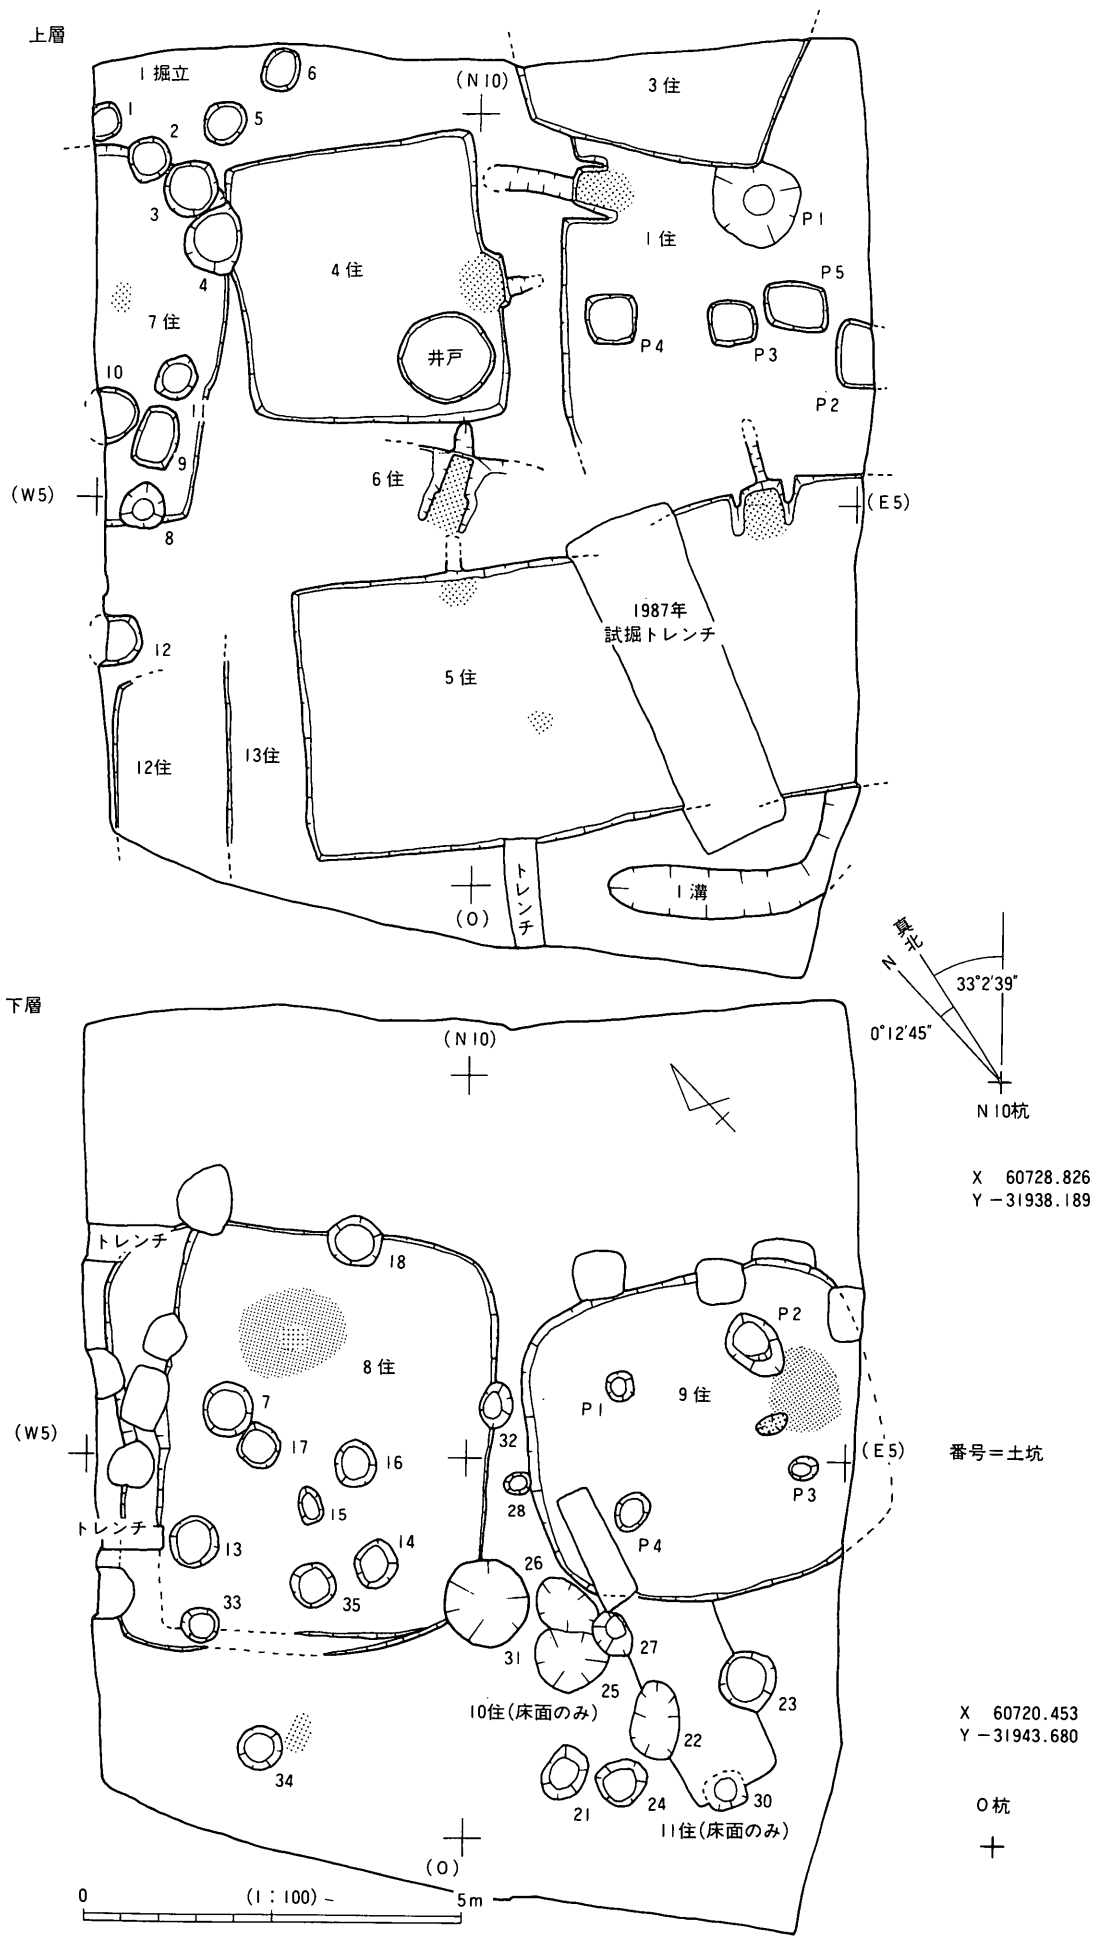 上層
1掘立
6
(N10)
3住
1
2
5
3
P1
1住
4住
4
P5
7住
井戸
P4
P3
10
P2
11
9
6住
(W5)
(E5)
8
1987年
試掘トレンチ
12
5住
12住
13住
トレンチ
1溝
(O)
真北
N
33°2′39″
0°12′45″
N10杭
X 60728.826
Y −31938.189
下層
(N10)
トレンチ
18
P2
8住
9住
7
P1
32
(W5)
17
16
(E5)
番号＝土坑
15
28
P3
トレンチ
13
14
P4
26
33
35
27
31
25
23
10住(床面のみ)
22
X 60720.453
Y −31943.680
34
21
24
30
11住(床面のみ)
O杭
(O)
0
(1：100)
5m